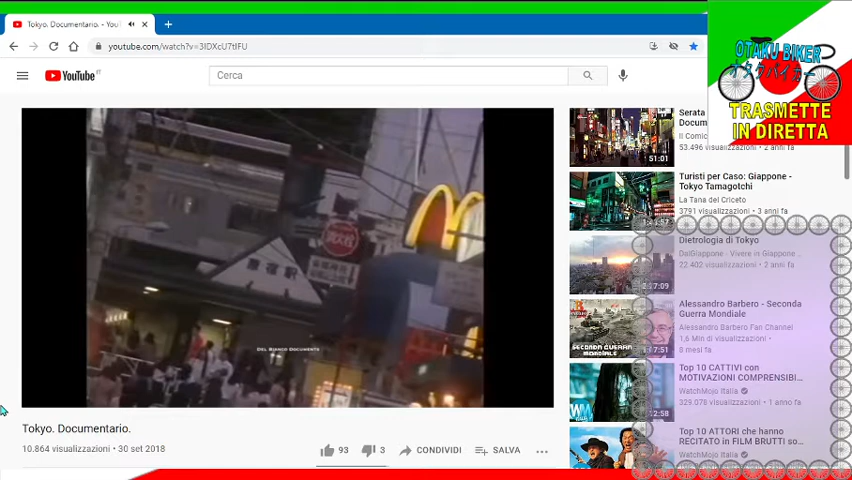 Tokyo. Documentario. - You
youtube.com/watch?v=3IDXcU7tIFU
YouTube IT
Cerca
OTAKU BIKER
オタクバイカー
TRASMETTE
IN DIRETTA
原宿駅
DEL BIANCO DOCUMENTS
Tokyo. Documentario.
10.864 visualizzazioni • 30 set 2018
93
3
CONDIVIDI
SALVA
51:01
Serata
Docum
Il Comic
53.496 visualizzazioni • 2 anni fa
Turisti per Caso: Giappone -
Tokyo Tamagotchi
La Tana del Criceto
3791 visualizzazioni • 3 anni fa
Dietrologia di Tokyo
DalGiappone - Vivere in Giappone ...
22.402 visualizzazioni • 2 anni fa
2:17:09
Alessandro Barbero - Seconda
Guerra Mondiale
Alessandro Barbero Fan Channel
1,6 Mln di visualizzazioni •
8 mesi fa
SECONDA GUERRA
MONDIALE
Top 10 CATTIVI con
MOTIVAZIONI COMPRENSIBI...
WatchMojo Italia
329.078 visualizzazioni • 1 anno fa
12:58
Top 10 ATTORI che hanno
RECITATO in FILM BRUTTI so...
WatchMojo Italia